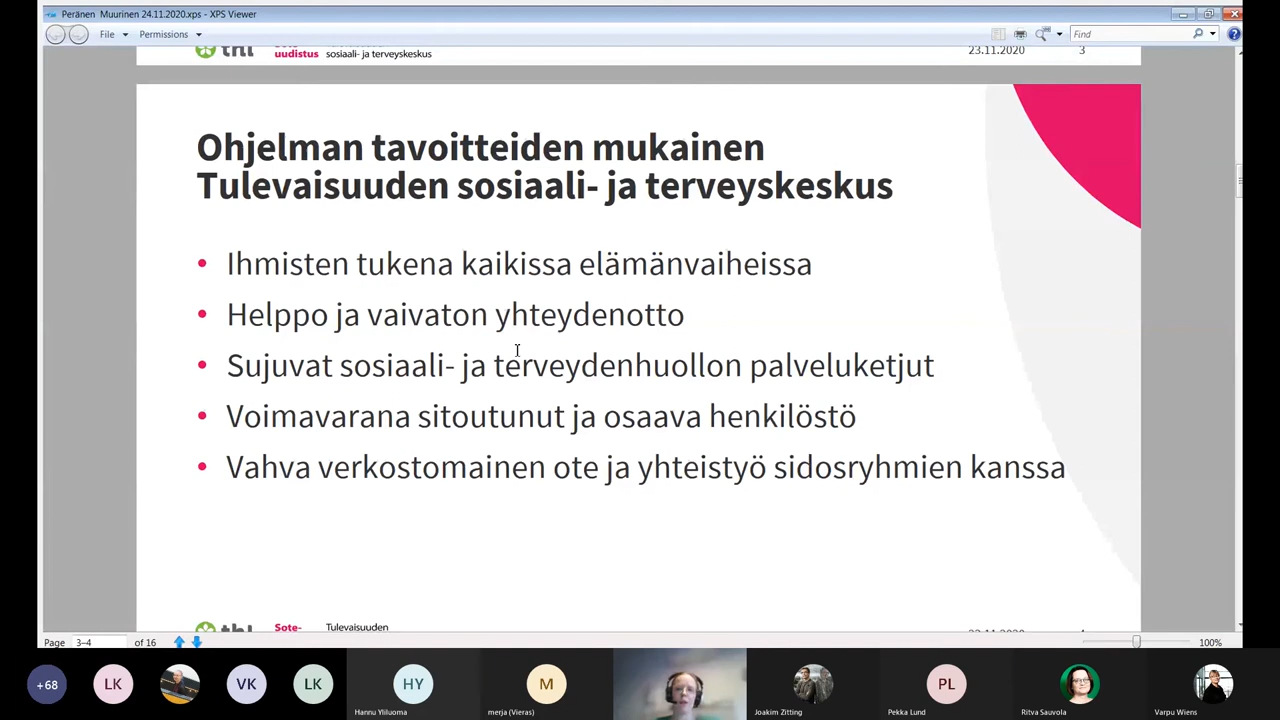 Peränen Muurinen 24.11.2020.xps - XPS Viewer
File
Permissions
Find
thl
uudistus
sosiaali- ja terveyskeskus
23.11.2020
3
Ohjelman tavoitteiden mukainen
Tulevaisuuden sosiaali- ja terveyskeskus
• Ihmisten tukena kaikissa elämänvaiheissa
• Helppo ja vaivaton yhteydenotto
• Sujuvat sosiaali- ja terveydenhuollon palveluketjut
• Voimavarana sitoutunut ja osaava henkilöstö
• Vahva verkostomainen ote ja yhteistyö sidosryhmien kanssa
thl
Sote-
Tulevaisuuden
Page 3-4 of 16
100%
+68
LK
VK
LK
HY
M
PL
Hannu Yliluoma
merja (Vieras)
Joakim Zitting
Pekka Lund
Ritva Sauvola
Varpu Wiens